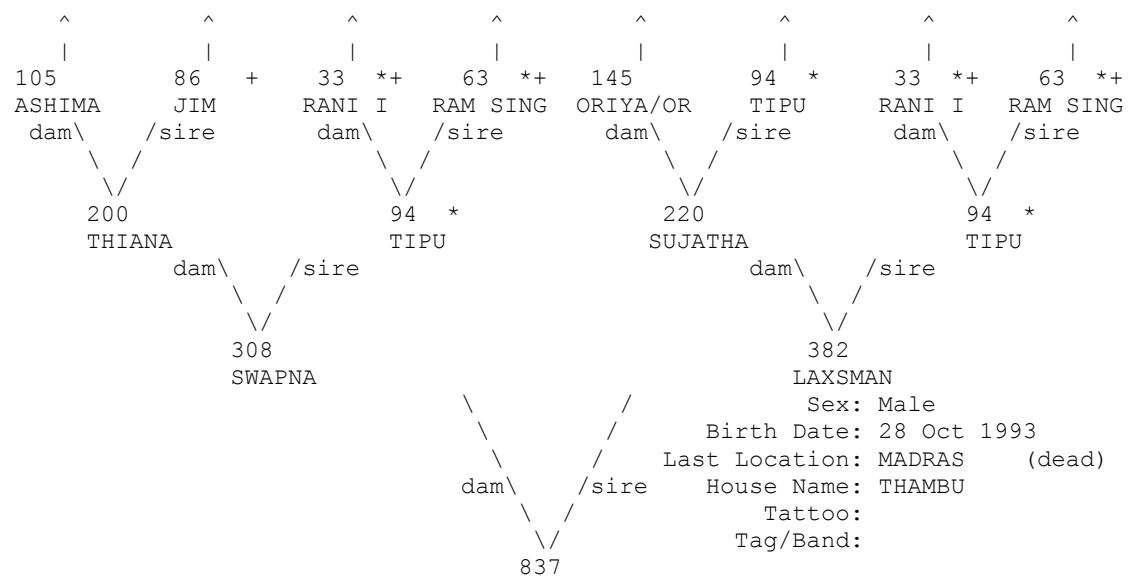 ^ ^ ^ ^ ^ ^ ^ ^
| | | | | | | |
105 86 + 33 *+ 63 *+ 145 94 * 33 *+ 63 *+
ASHIMA JIM RANI I RAM SING ORIYA/OR TIPU RANI I RAM SING
dam\ /sire dam\ /sire dam\ /sire dam\ /sire
\ / \ / \ / \ /
\/ \/ \/ \/
200 94 * 220 94 *
THIANA TIPU SUJATHA TIPU
dam\ /sire dam\ /sire
\ / \ /
\/ \/
308 382
SWAPNA LAXSMAN
\ / Sex: Male
\ / Birth Date: 28 Oct 1993
\ / Last Location: MADRAS (dead)
dam\ /sire House Name: THAMBU
\ / Tattoo:
\/ Tag/Band:
837